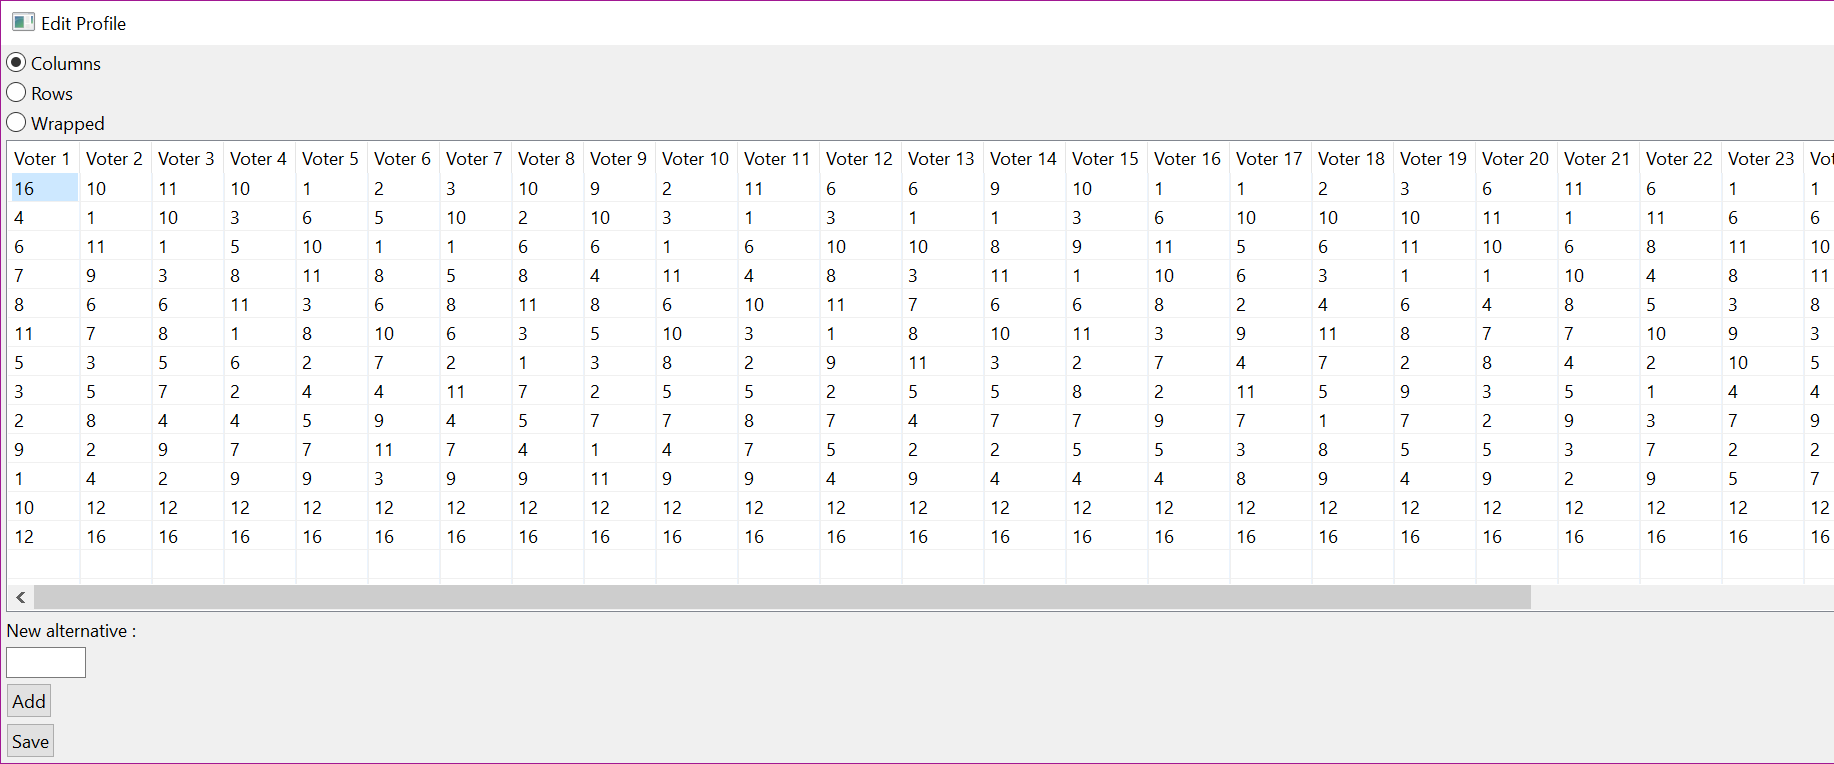 Edit Profile
Columns
Rows
Wrapped
Voter 1 Voter 2 Voter 3 Voter 4 Voter 5 Voter 6 Voter 7 Voter 8 Voter 9 Voter 10 Voter 11 Voter 12 Voter 13 Voter 14 Voter 15 Voter 16 Voter 17 Voter 18 Voter 19 Voter 20 Voter 21 Voter 22 Voter 23 Vot
16 10 11 10 1 2 3 10 9 2 11 6 6 9 10 1 1 2 3 6 11 6 1 1
4 1 10 3 6 5 10 2 10 3 1 3 1 1 3 6 10 10 10 11 1 11 6 6
6 11 1 5 10 1 1 6 6 1 6 10 10 8 9 11 5 6 11 10 6 8 11 10
7 9 3 8 11 8 5 8 4 11 4 8 3 11 1 10 6 3 1 1 10 4 8 11
8 6 6 11 3 6 8 11 8 6 10 11 7 6 6 8 2 4 6 4 8 5 3 8
11 7 8 1 8 10 6 3 5 10 3 1 8 10 11 3 9 11 8 7 7 10 9 3
5 3 5 6 2 7 2 1 3 8 2 9 11 3 2 7 4 7 2 8 4 2 10 5
3 5 7 2 4 4 11 7 2 5 5 2 5 5 8 2 11 5 9 3 5 1 4 4
2 8 4 4 5 9 4 5 7 7 8 7 4 7 7 9 7 1 7 2 9 3 7 9
9 2 9 7 7 11 7 4 1 4 7 5 2 2 5 5 3 8 5 5 3 7 2 2
1 4 2 9 9 3 9 9 11 9 9 4 9 4 4 4 8 9 4 9 2 9 5 7
10 12 12 12 12 12 12 12 12 12 12 12 12 12 12 12 12 12 12 12 12 12 12 12
12 16 16 16 16 16 16 16 16 16 16 16 16 16 16 16 16 16 16 16 16 16 16 16
New alternative :
Add
Save